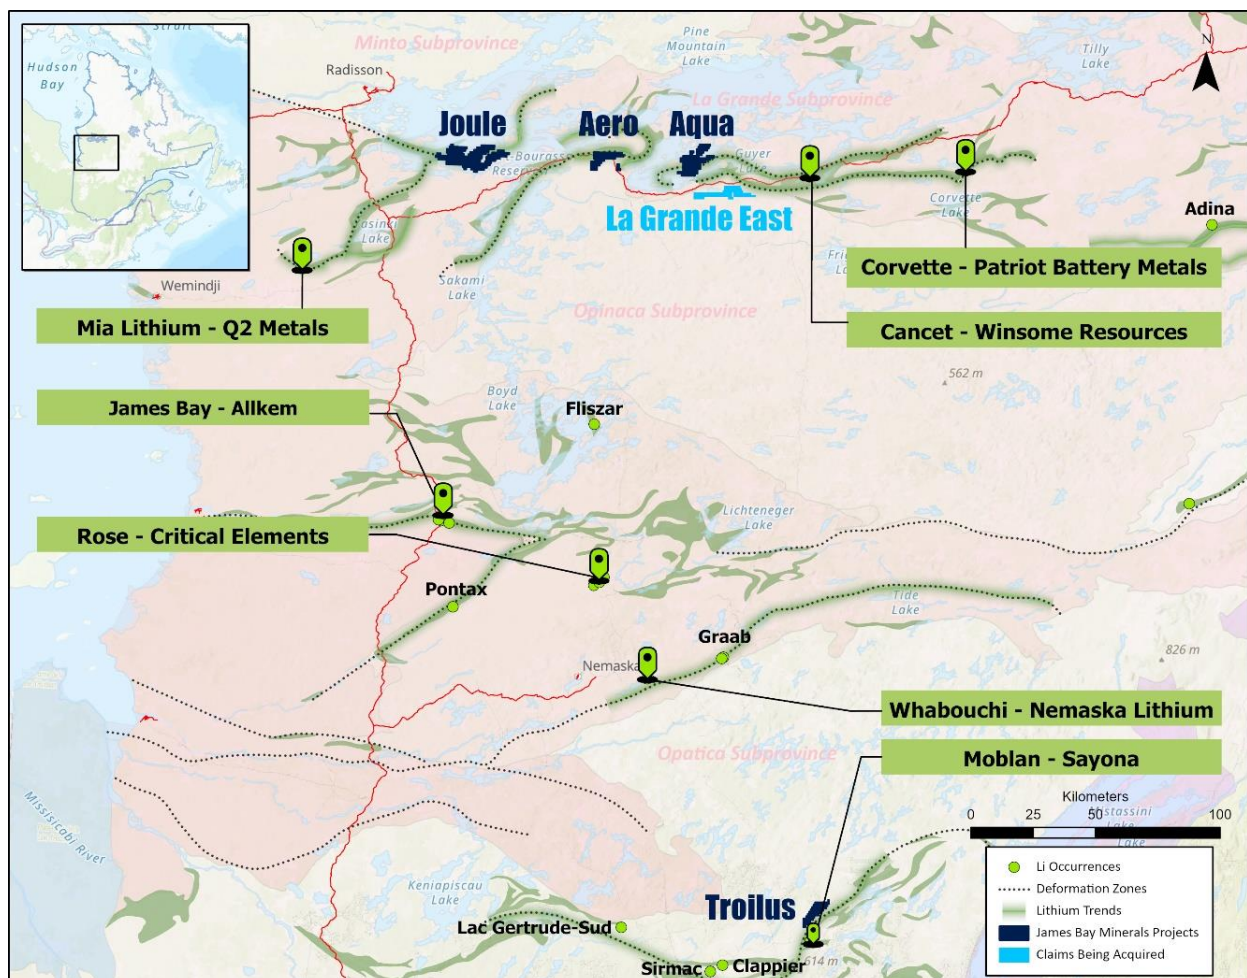 Strait
Hudson
Bay
Minto Subprovince
Pine
Mountain
Lake
Tilly
Lake
N
Radisson
La Grande Subprovince
Joule
Aero
Aqua
Reserv
Guyer
La Grande East
Corvette
Lake
Adina
Lake
Wemindji
Sakami
Lake
Corvette - Patriot Battery Metals
Opinaca Subprovince
Mia Lithium - Q2 Metals
Cancet - Winsome Resources
562 m
Boyd
Lake
James Bay - Allkem
Fliszar
Lichteneger
Lake
Rose - Critical Elements
Pontax
Tide
Lake
Graab
Nemaska
826 m
Whabouchi - Nemaska Lithium
Opatica Subprovince
Moblan - Sayona
Missisicabi River
Kilometers
0 25 50 100
Lake
Keniapiscau
Lake
Troilus
Lac Gertrude-Sud
Sirmac
Clappier
614 m
Li Occurrences
Deformation Zones
Lithium Trends
James Bay Minerals Projects
Claims Being Acquired